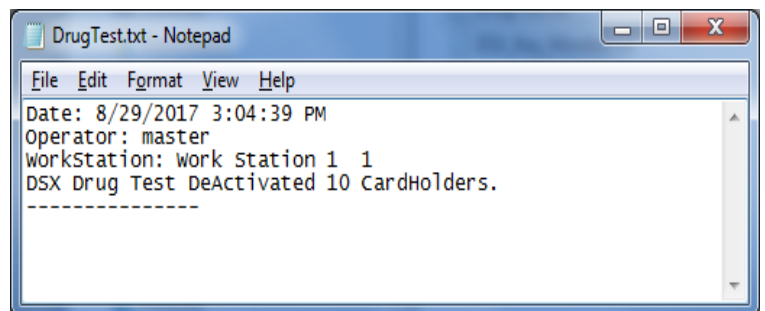 DrugTest.txt - Notepad
File Edit Format View Help
Date: 8/29/2017 3:04:39 PM
Operator: master
WorkStation: Work Station 1  1
DSX Drug Test DeActivated 10 CardHolders.
---------------